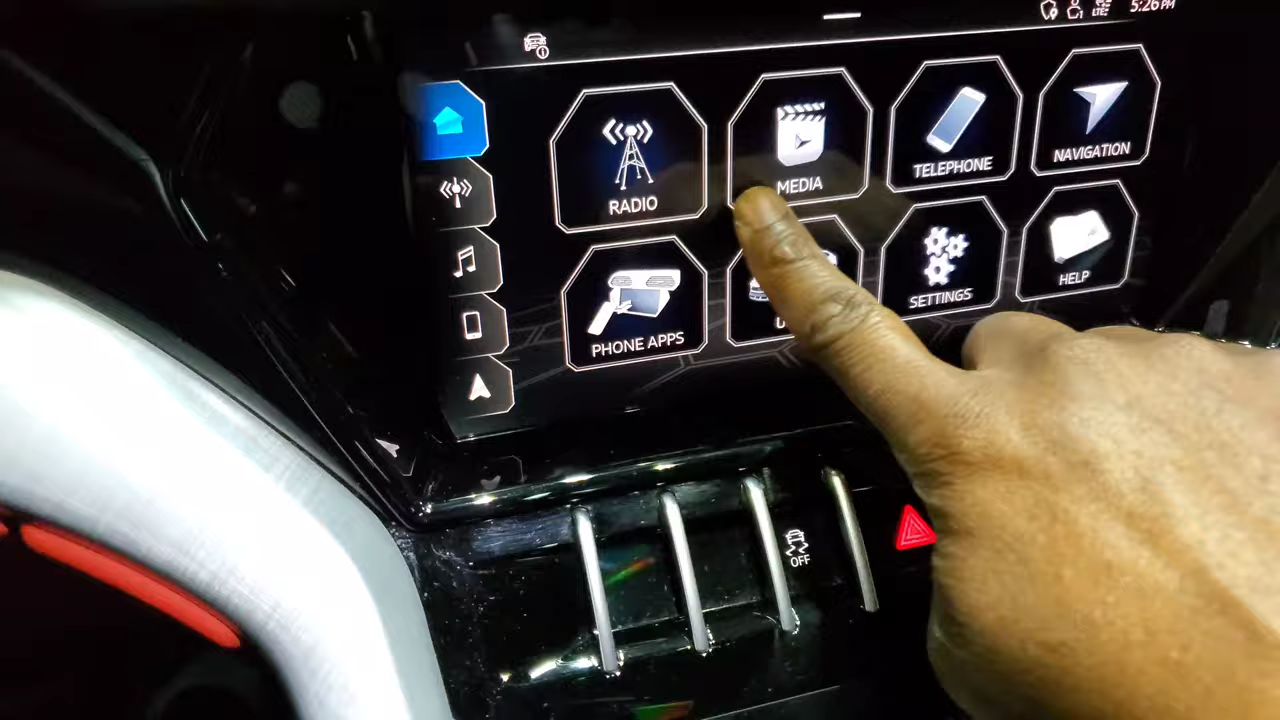 LTE
5:26 PM
RADIO
MEDIA
TELEPHONE
NAVIGATION
PHONE APPS
SETTINGS
HELP
OFF